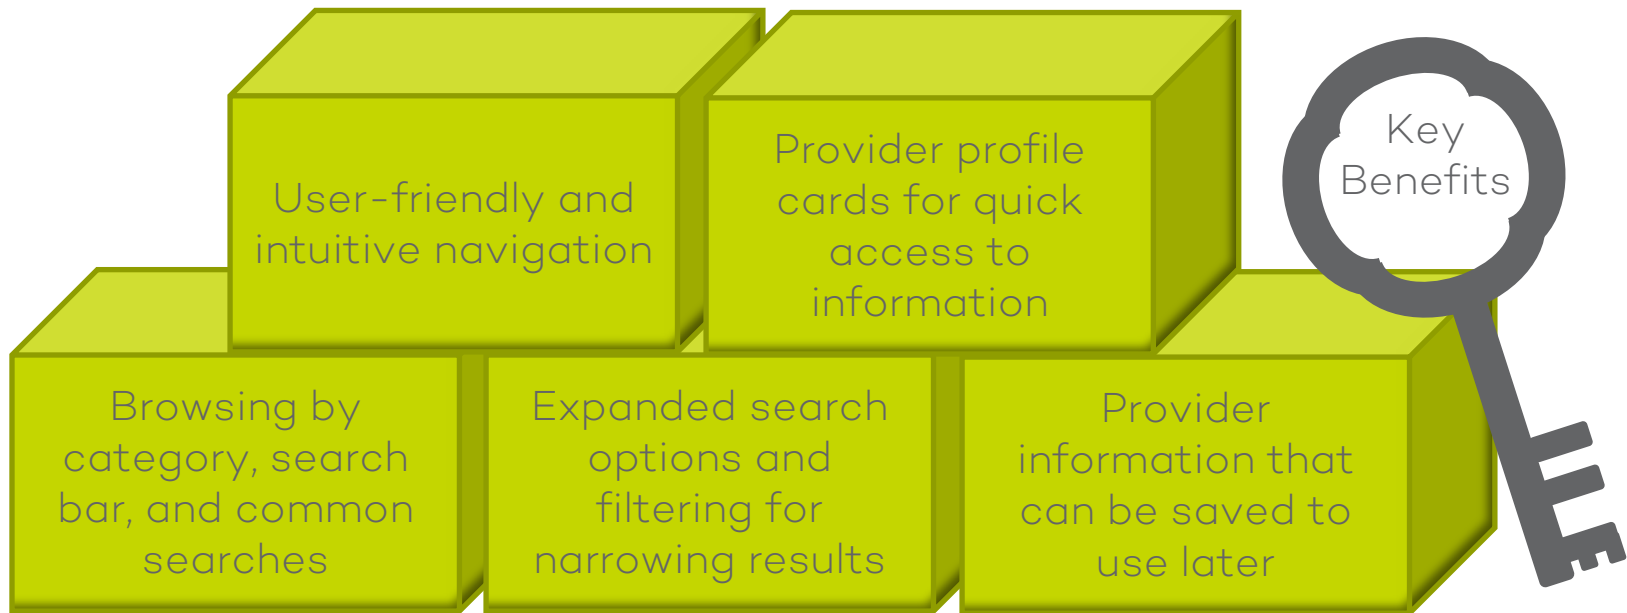 User-friendly and
intuitive navigation
Provider profile
cards for quick
access to
information
Key
Benefits
Browsing by
category, search
bar, and common
searches
Expanded search
options and
filtering for
narrowing results
Provider
information that
can be saved to
use later